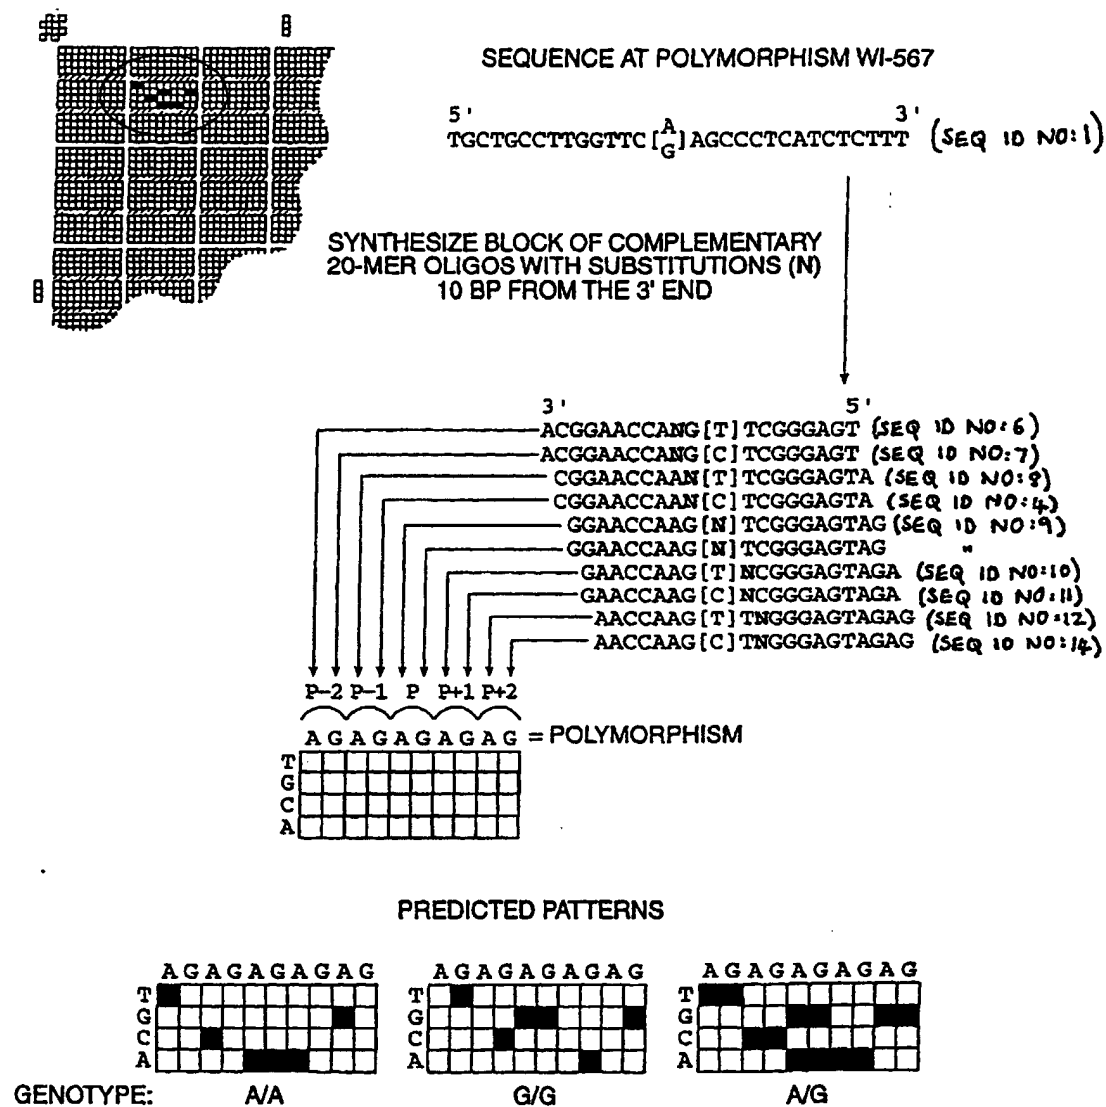 SEQUENCE AT POLYMORPHISM WI-567
5' 3'
TGCTGCCTTGGTTC [A/G] AGCCCTCATCTCTTT (SEQ ID NO:1)
SYNTHESIZE BLOCK OF COMPLEMENTARY
20-MER OLIGOS WITH SUBSTITUTIONS (N)
10 BP FROM THE 3' END
3' 5'
ACGGAACCANG[T]TCGGGAGT (SEQ ID NO:6)
ACGGAACCANG[C]TCGGGAGT (SEQ ID NO:7)
CGGAACCAAN[T]TCGGGAGTA (SEQ ID NO:8)
CGGAACCAAN[C]TCGGGAGTA (SEQ ID NO:4)
GGAACCAAG[N]TCGGGAGTAG (SEQ ID NO:9)
GGAACCAAG[N]TCGGGAGTAG "
GAACCAAG[T]NCGGGAGTAGA (SEQ ID NO:10)
GAACCAAG[C]NCGGGAGTAGA (SEQ ID NO:11)
AACCAAG[T]TNGGGAGTAGAG (SEQ ID NO:12)
AACCAAG[C]TNGGGAGTAGAG (SEQ ID NO:14)
P-2 P-1 P P+1 P+2
A G A G A G A G A G = POLYMORPHISM
T
G
C
A
PREDICTED PATTERNS
A G A G A G A G A G A G A G A G A G A G A G A G A G A G A G
T T T
G G G
C C C
A A A
GENOTYPE: A/A G/G A/G